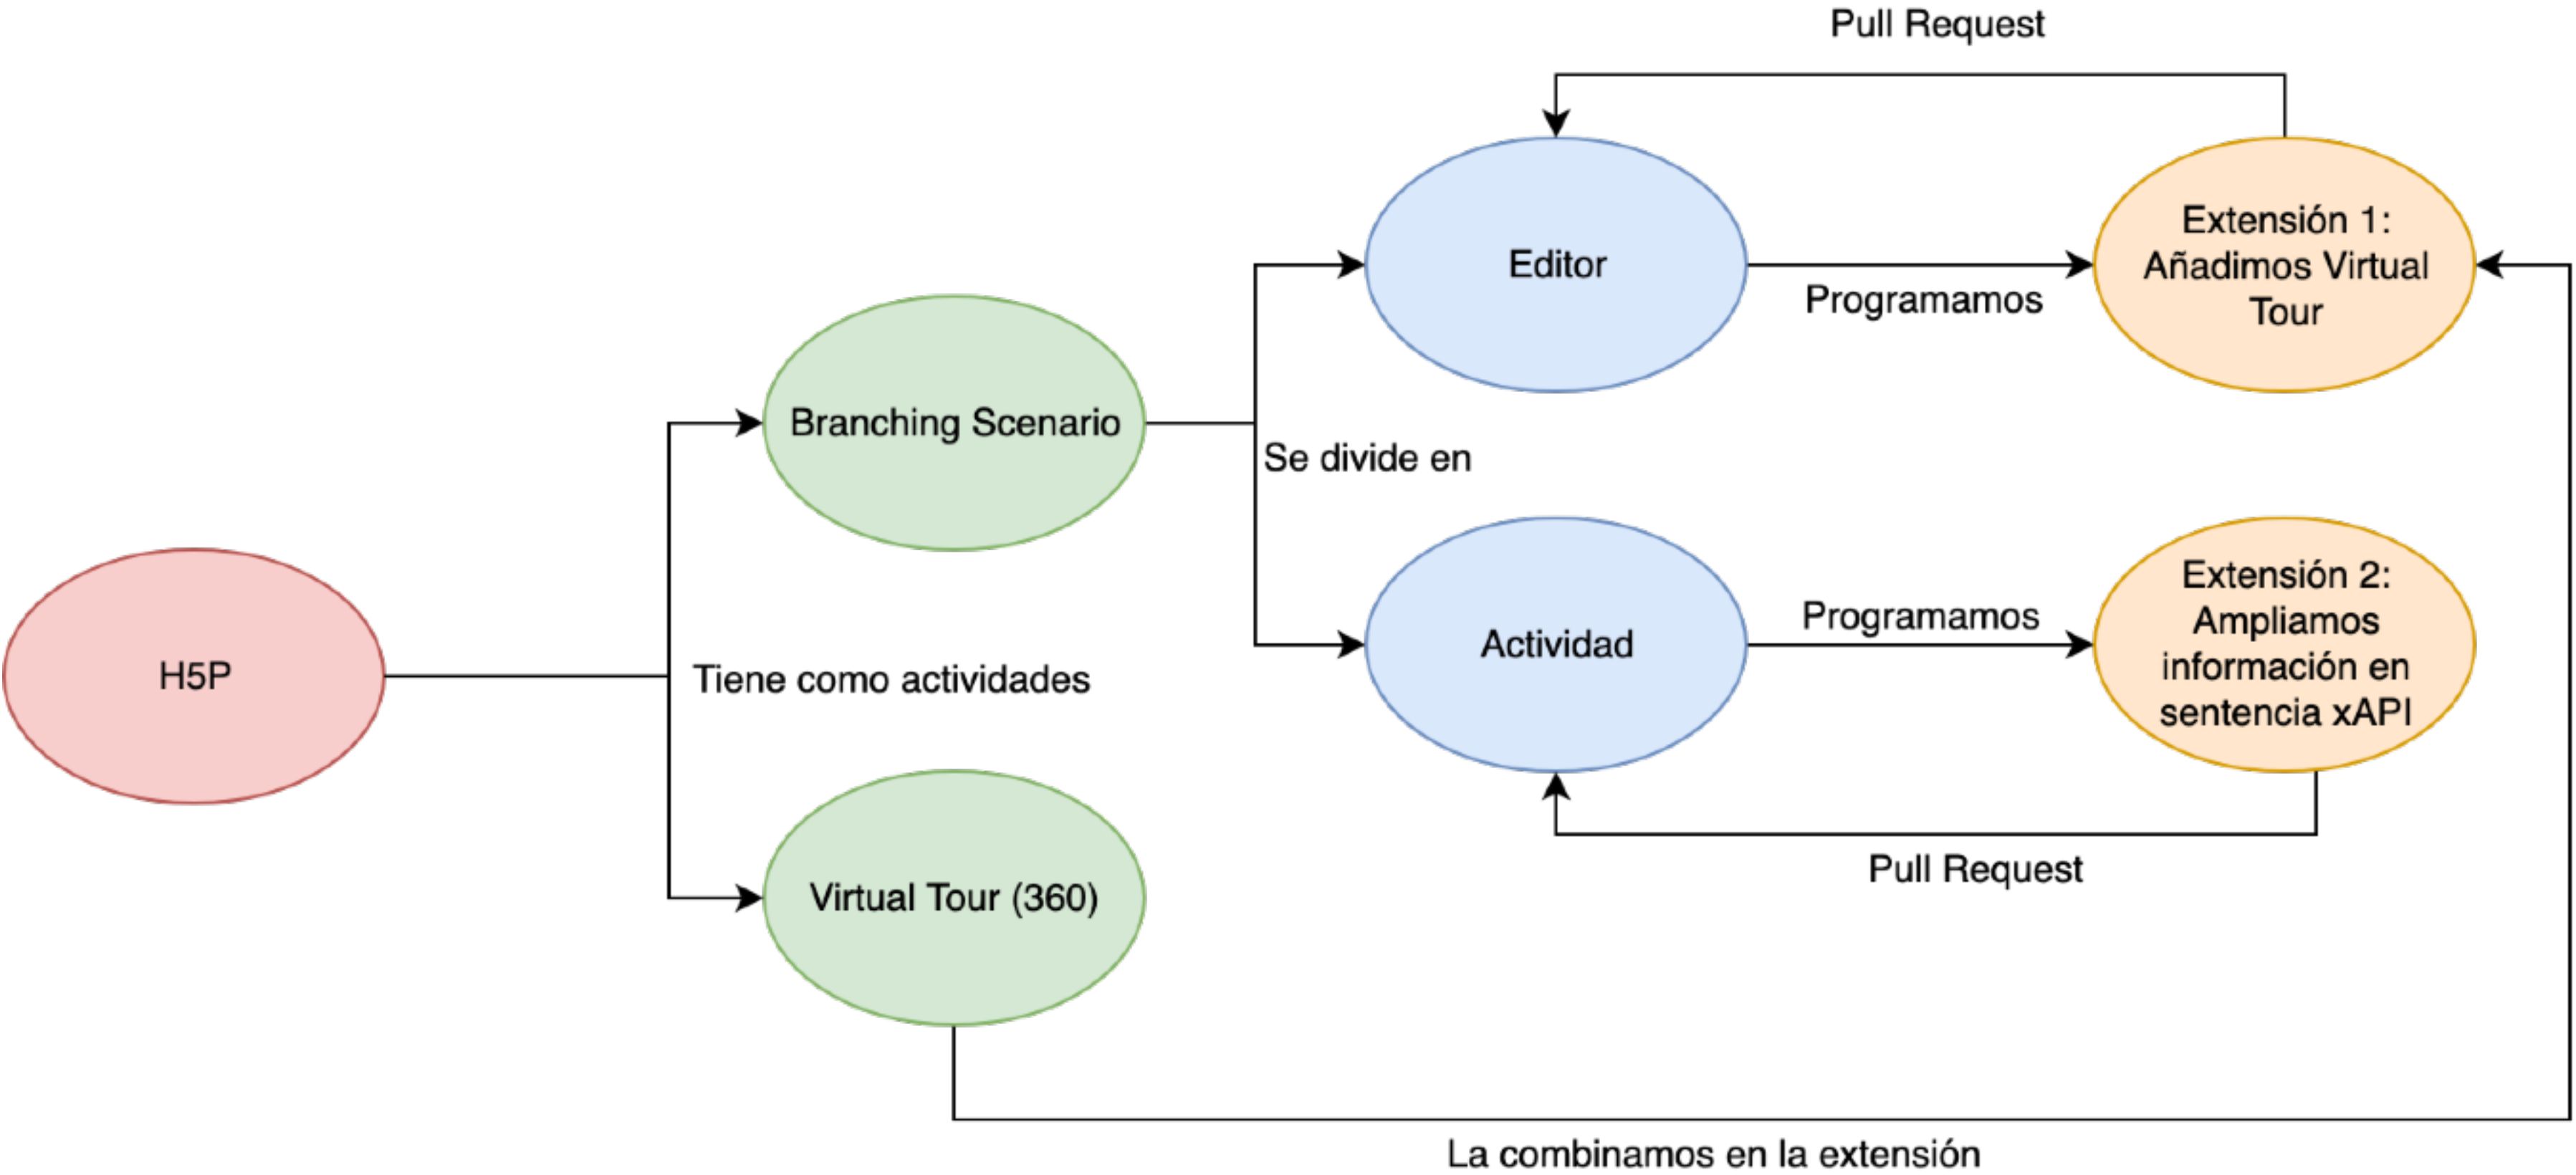 Pull Request
Editor
Programamos
Extensión 1:
Añadimos Virtual
Tour
Branching Scenario
Se divide en
H5P
Tiene como actividades
Actividad
Programamos
Extensión 2:
Ampliamos
información en
sentencia xAPI
Virtual Tour (360)
Pull Request
La combinamos en la extensión